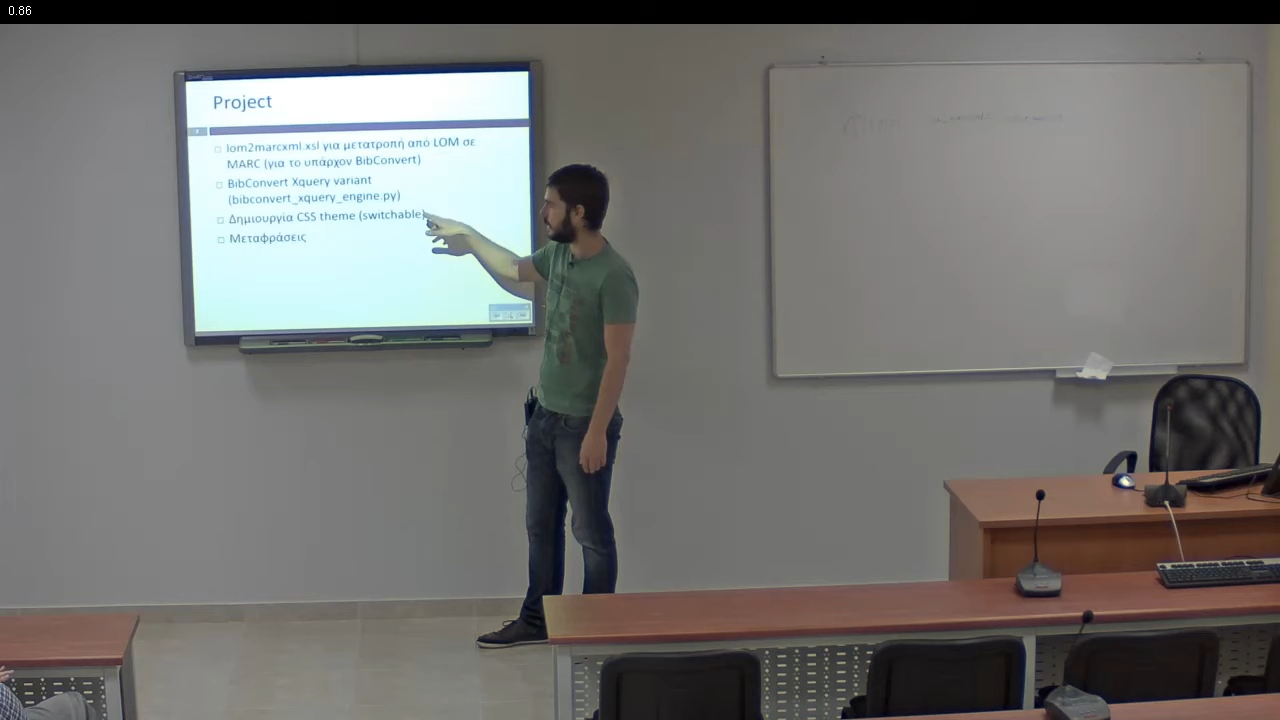 0.86
Project
lom2marcxml.xsl για μετατροπή από LOM σε
MARC (για το υπάρχον BibConvert)
BibConvert Xquery variant
(bibconvert_xquery_engine.py)
Δημιουργία CSS theme (switchable)
Μεταφράσεις